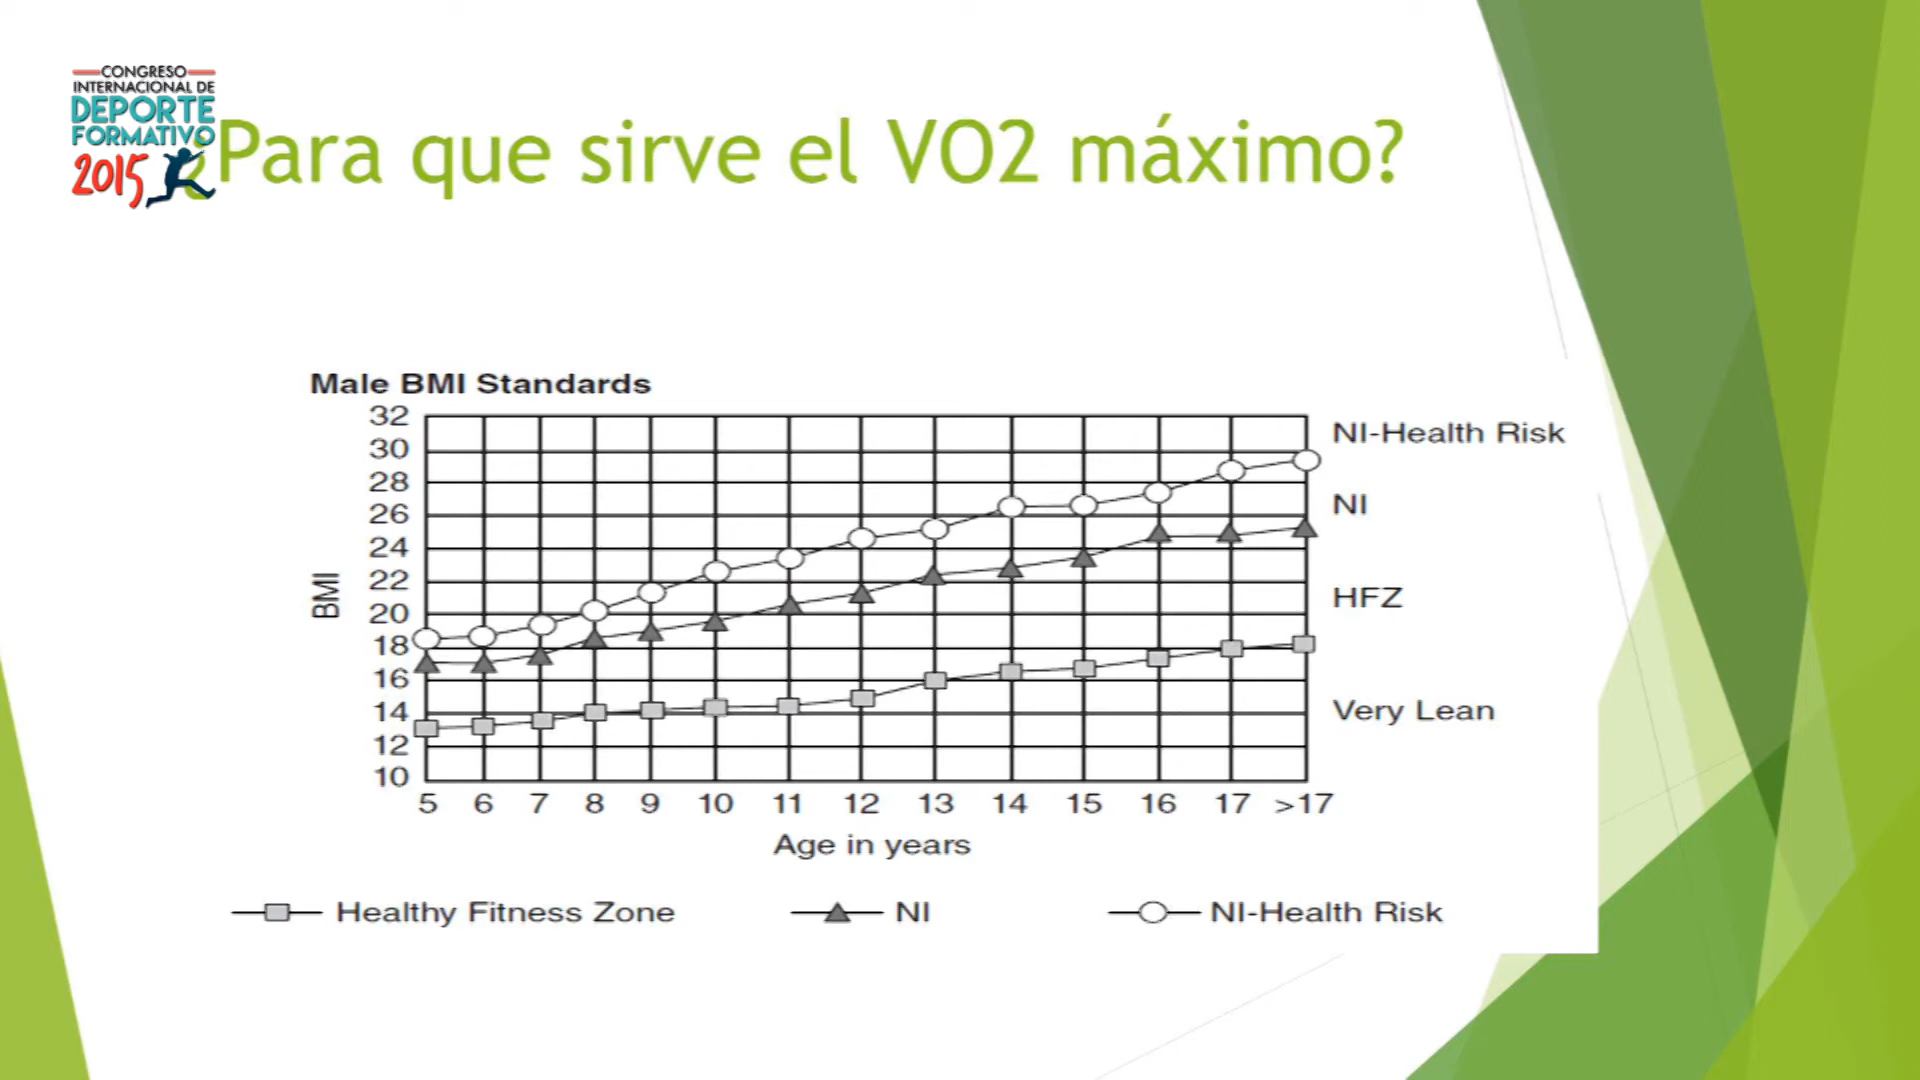 CONGRESO
INTERNACIONAL DE
DEPORTE
FORMATIVO
2015
¿Para que sirve el VO2 máximo?
Male BMI Standards
32
30
28
26
24
22
20
18
16
14
12
10
BMI
NI-Health Risk
NI
HFZ
Very Lean
5 6 7 8 9 10 11 12 13 14 15 16 17 >17
Age in years
Healthy Fitness Zone NI NI-Health Risk